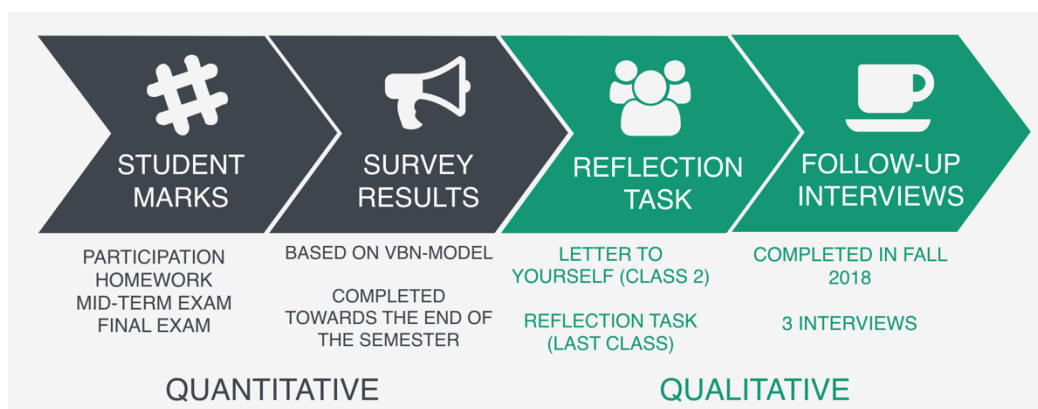 STUDENT
MARKS
SURVEY
RESULTS
REFLECTION
TASK
FOLLOW-UP
INTERVIEWS
PARTICIPATION
HOMEWORK
MID-TERM EXAM
FINAL EXAM
BASED ON VBN-MODEL
COMPLETED
TOWARDS THE END OF
THE SEMESTER
LETTER TO
YOURSELF (CLASS 2)
REFLECTION TASK
(LAST CLASS)
COMPLETED IN FALL
2018
3 INTERVIEWS
QUANTITATIVE
QUALITATIVE